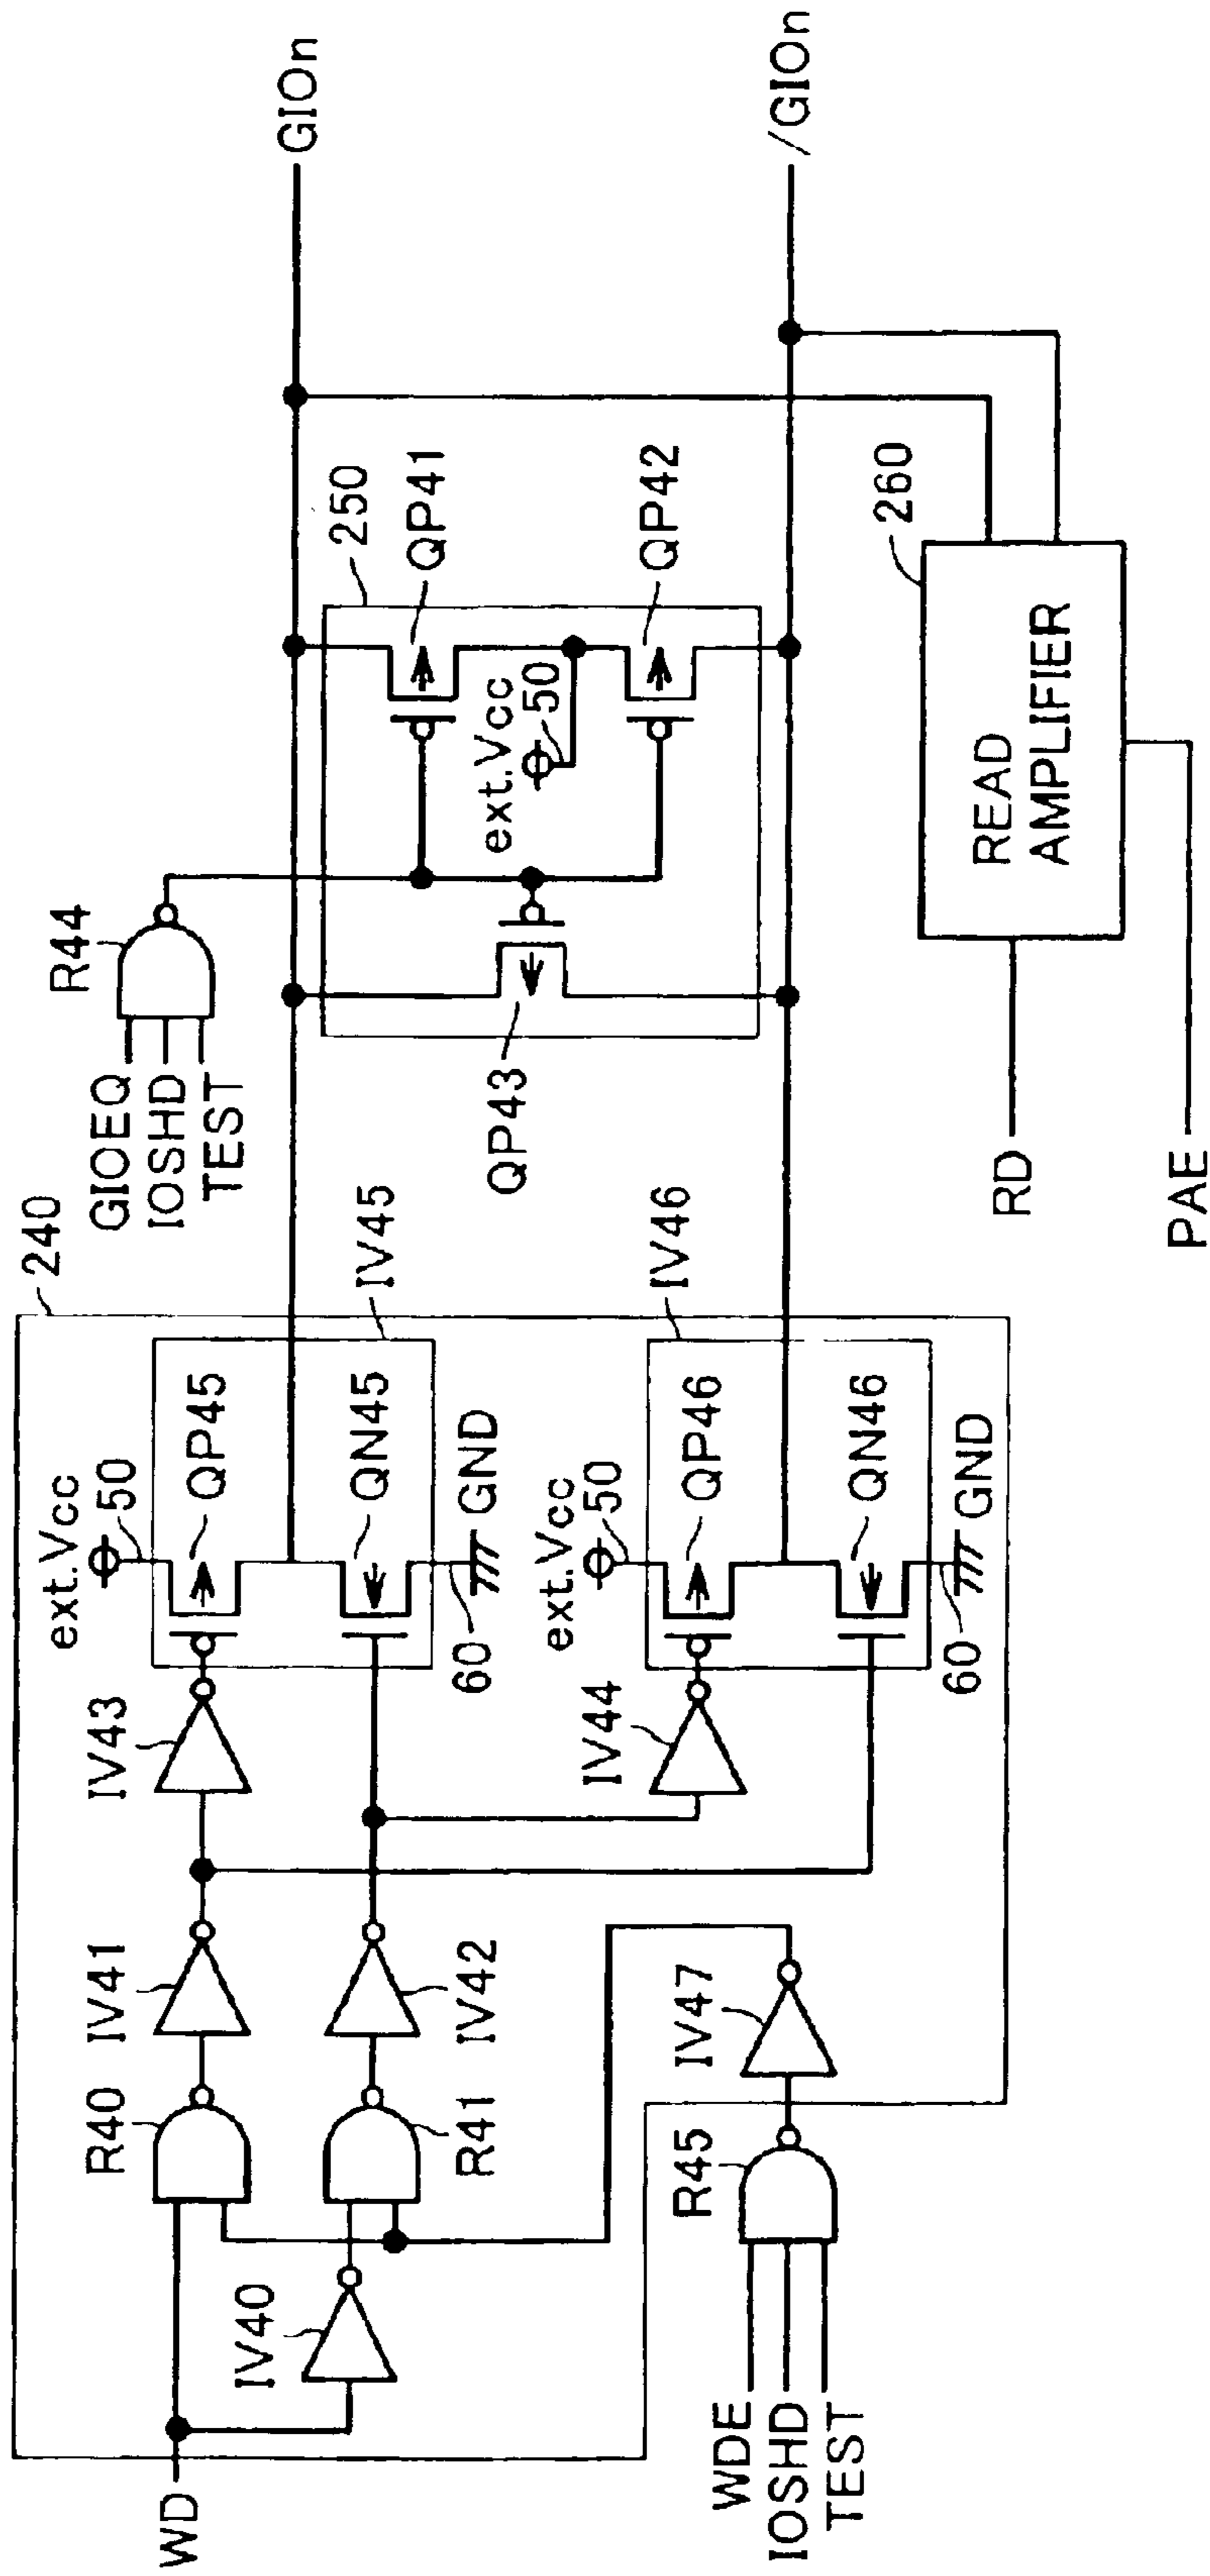 240
ext.Vcc
50
R40
IV41
IV43
QP45
R44
GIOEQ
IOSHD
TEST
GIOn
WD
IV40
R41
IV42
QN45
IV45
60
GND
250
QP41
ext.Vcc
50
QP43
QP42
ext.Vcc
50
IV44
QP46
IV46
/GIOn
WDE
IOSHD
TEST
R45
IV47
QN46
60
GND
260
READ
AMPLIFIER
RD
PAE